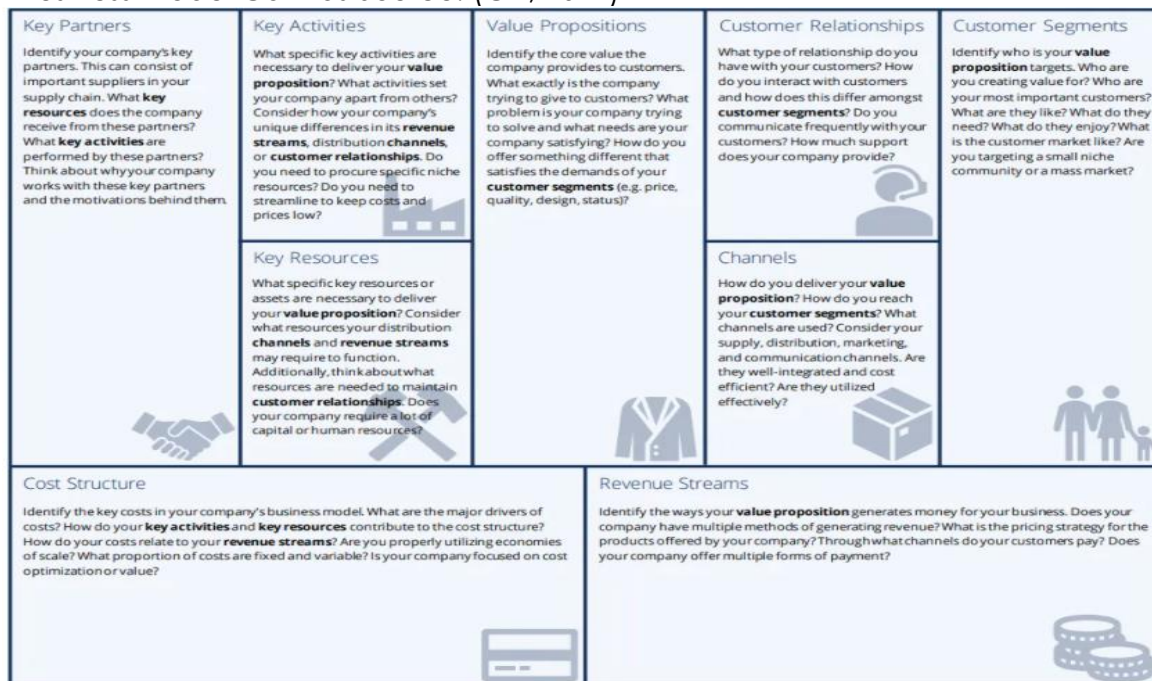 Key Partners
Identify your company's key
partners. This can consist of
important suppliers in your
supply chain. What key
resources does the company
receive from these partners?
What key activities are
performed by these partners?
Think about why your company
works with these key partners
and the motivations behind them.
Key Activities
What specific key activities are
necessary to deliver your value
proposition? What activities set
your company apart from others?
Consider how your company's
unique differences in its revenue
streams, distribution channels,
or customer relationships. Do
you need to procure specific niche
resources? Do you need to
streamline to keep costs and
prices low?
Key Resources
What specific key resources or
assets are necessary to deliver
your value proposition? Consider
what resources your distribution
channels and revenue streams
may require to function.
Additionally, think about what
resources are needed to maintain
customer relationships. Does
your company require a lot of
capital or human resources?
Value Propositions
Identify the core value the
company provides to customers.
What exactly is the company
trying to give to customers? What
problem is your company trying
to solve and what needs are your
company satisfying? How do you
offer something different that
satisfies the demands of your
customer segments (e.g. price,
quality, design, status)?
Customer Relationships
What type of relationship do you
have with your customers? How
do you interact with customers
and how does this differ amongst
customer segments? Do you
communicate frequently with your
customers? How much support
does your company provide?
Channels
How do you deliver your value
proposition? How do you reach
your customer segments? What
channels are used? Consider your
supply, distribution, marketing,
and communication channels. Are
they well-integrated and cost
efficient? Are they utilized
effectively?
Customer Segments
Identify who is your value
proposition targets. Who are
you creating value for? Who are
your most important customers?
What are they like? What do they
need? What do they enjoy? What
is the customer market like? Are
you targeting a small niche
community or a mass market?
Cost Structure
Identify the key costs in your company's business model. What are the major drivers of
costs? How do your key activities and key resources contribute to the cost structure?
How do your costs relate to your revenue streams? Are you properly utilizing economies
of scale? What proportion of costs are fixed and variable? Is your company focused on cost
optimization or value?
Revenue Streams
Identify the ways your value proposition generates money for your business. Does your
company have multiple methods of generating revenue? What is the pricing strategy for the
products offered by your company? Through what channels do your customers pay? Does
your company offer multiple forms of payment?